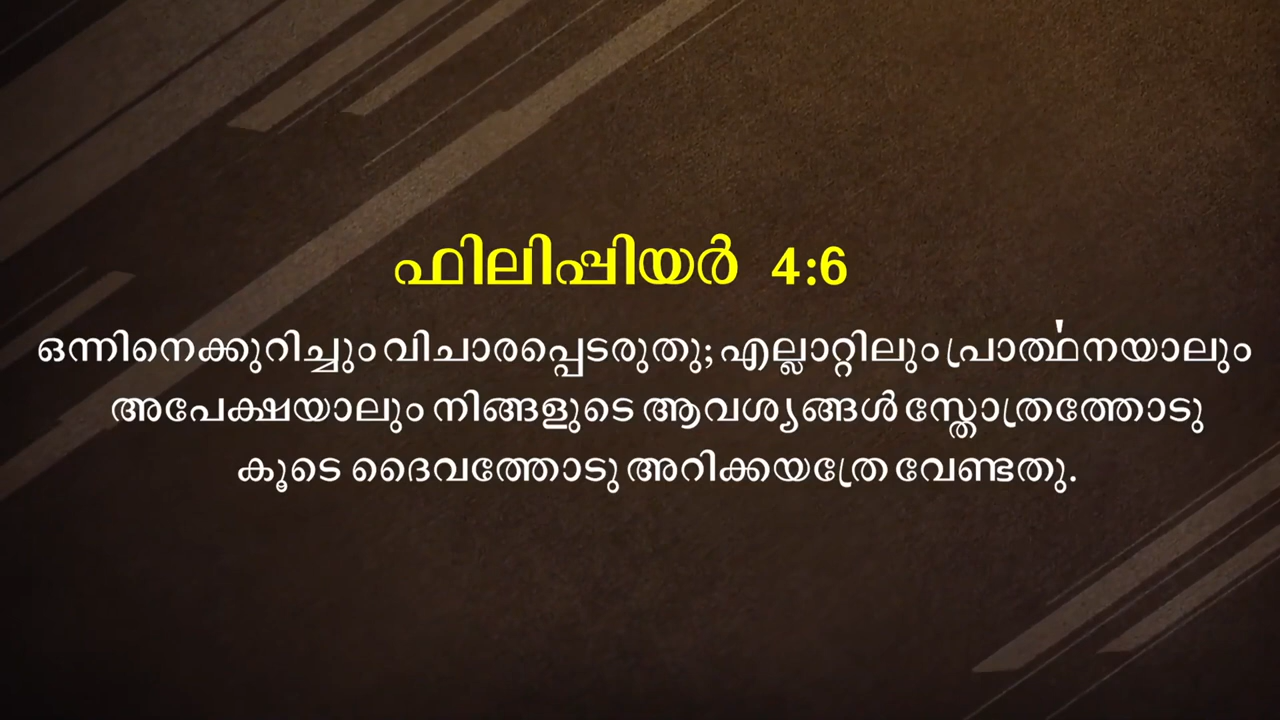 ഫിലിപ്പിയർ 4:6
ഒന്നിനെക്കുറിച്ചും വിചാരപ്പെടരുതു; എല്ലാറ്റിലും പ്രാൎത്ഥനയാലും
അപേക്ഷയാലും നിങ്ങളുടെ ആവശ്യങ്ങൾ സ്തോത്രത്തോടു
കൂടെ ദൈവത്തോടു അറിക്കയത്രേ വേണ്ടതു.